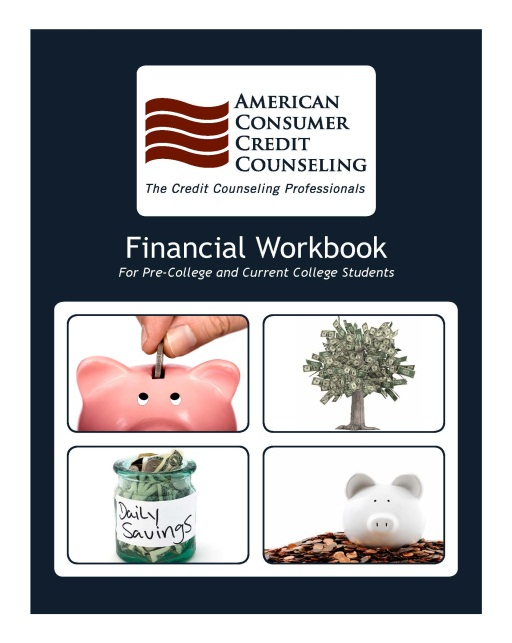 AMERICAN
CONSUMER
CREDIT
COUNSELING
The Credit Counseling Professionals
Financial Workbook
For Pre-College and Current College Students
Daily
Savings